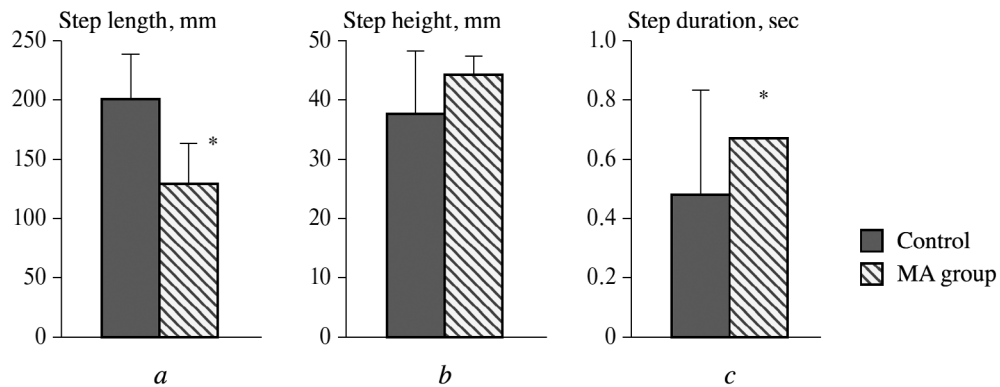 Step length, mm
250
200
150
100
50
0
*
a
Step height, mm
50
40
30
20
10
0
b
Step duration, sec
1.0
0.8
0.6
0.4
0.2
0
*
c
Control
MA group